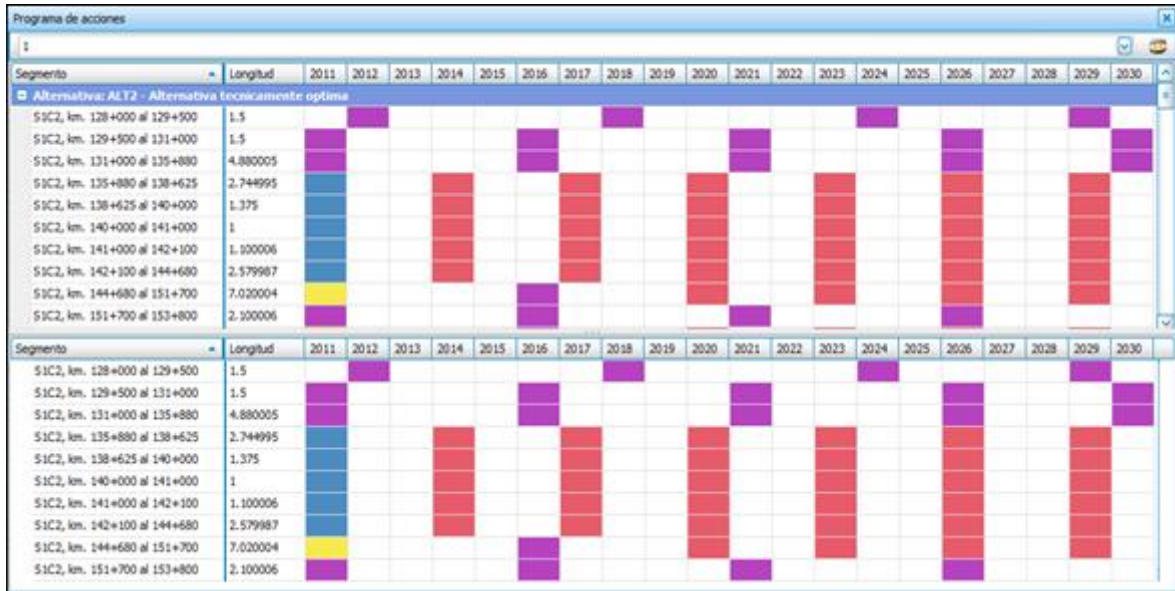 Programa de acciones
1
Segmento Longitud 2011 2012 2013 2014 2015 2016 2017 2018 2019 2020 2021 2022 2023 2024 2025 2026 2027 2028 2029 2030
Alternativa: ALT2 - Alternativa tecnicamente optima
S1C2, km. 128+000 al 129+500 1.5
S1C2, km. 129+500 al 131+000 1.5
S1C2, km. 131+000 al 135+880 4.880005
S1C2, km. 135+880 al 138+625 2.744995
S1C2, km. 138+625 al 140+000 1.375
S1C2, km. 140+000 al 141+000 1
S1C2, km. 141+000 al 142+100 1.100006
S1C2, km. 142+100 al 144+680 2.579987
S1C2, km. 144+680 al 151+700 7.020004
S1C2, km. 151+700 al 153+800 2.100006
Segmento Longitud 2011 2012 2013 2014 2015 2016 2017 2018 2019 2020 2021 2022 2023 2024 2025 2026 2027 2028 2029 2030
S1C2, km. 128+000 al 129+500 1.5
S1C2, km. 129+500 al 131+000 1.5
S1C2, km. 131+000 al 135+880 4.880005
S1C2, km. 135+880 al 138+625 2.744995
S1C2, km. 138+625 al 140+000 1.375
S1C2, km. 140+000 al 141+000 1
S1C2, km. 141+000 al 142+100 1.100006
S1C2, km. 142+100 al 144+680 2.579987
S1C2, km. 144+680 al 151+700 7.020004
S1C2, km. 151+700 al 153+800 2.100006